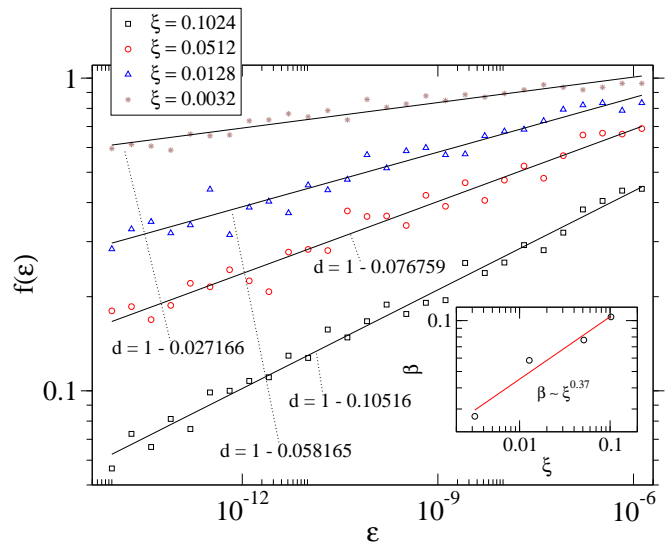 ξ = 0.1024
ξ = 0.0512
ξ = 0.0128
ξ = 0.0032
1
f(ε)
d = 1 - 0.076759
d = 1 - 0.027166
0.1
β
β ~ ξ^0.37
0.1
d = 1 - 0.10516
0.01
0.1
d = 1 - 0.058165
ξ
10^-12
10^-9
10^-6
ε